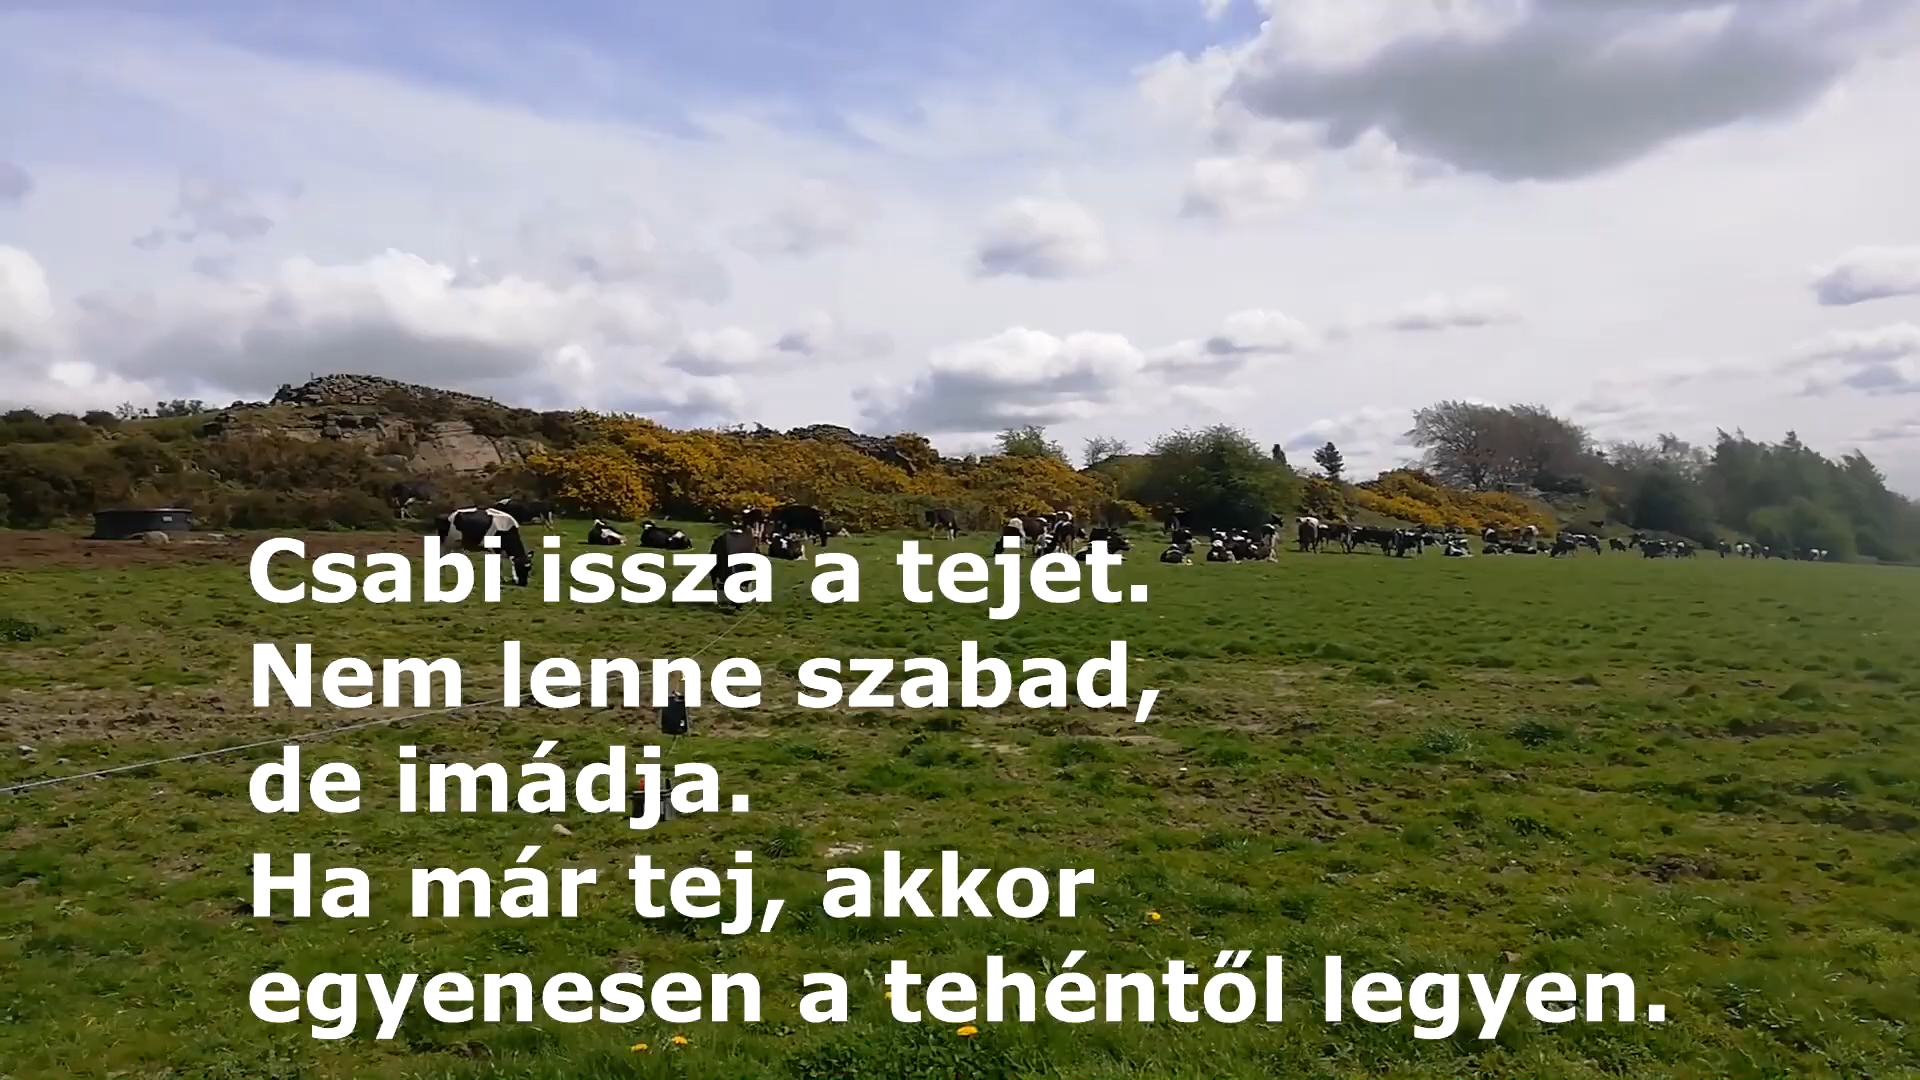 Csabi issza a tejet.
Nem lenne szabad,
de imádja.
Ha már tej, akkor
egyenesen a tehéntől legyen.